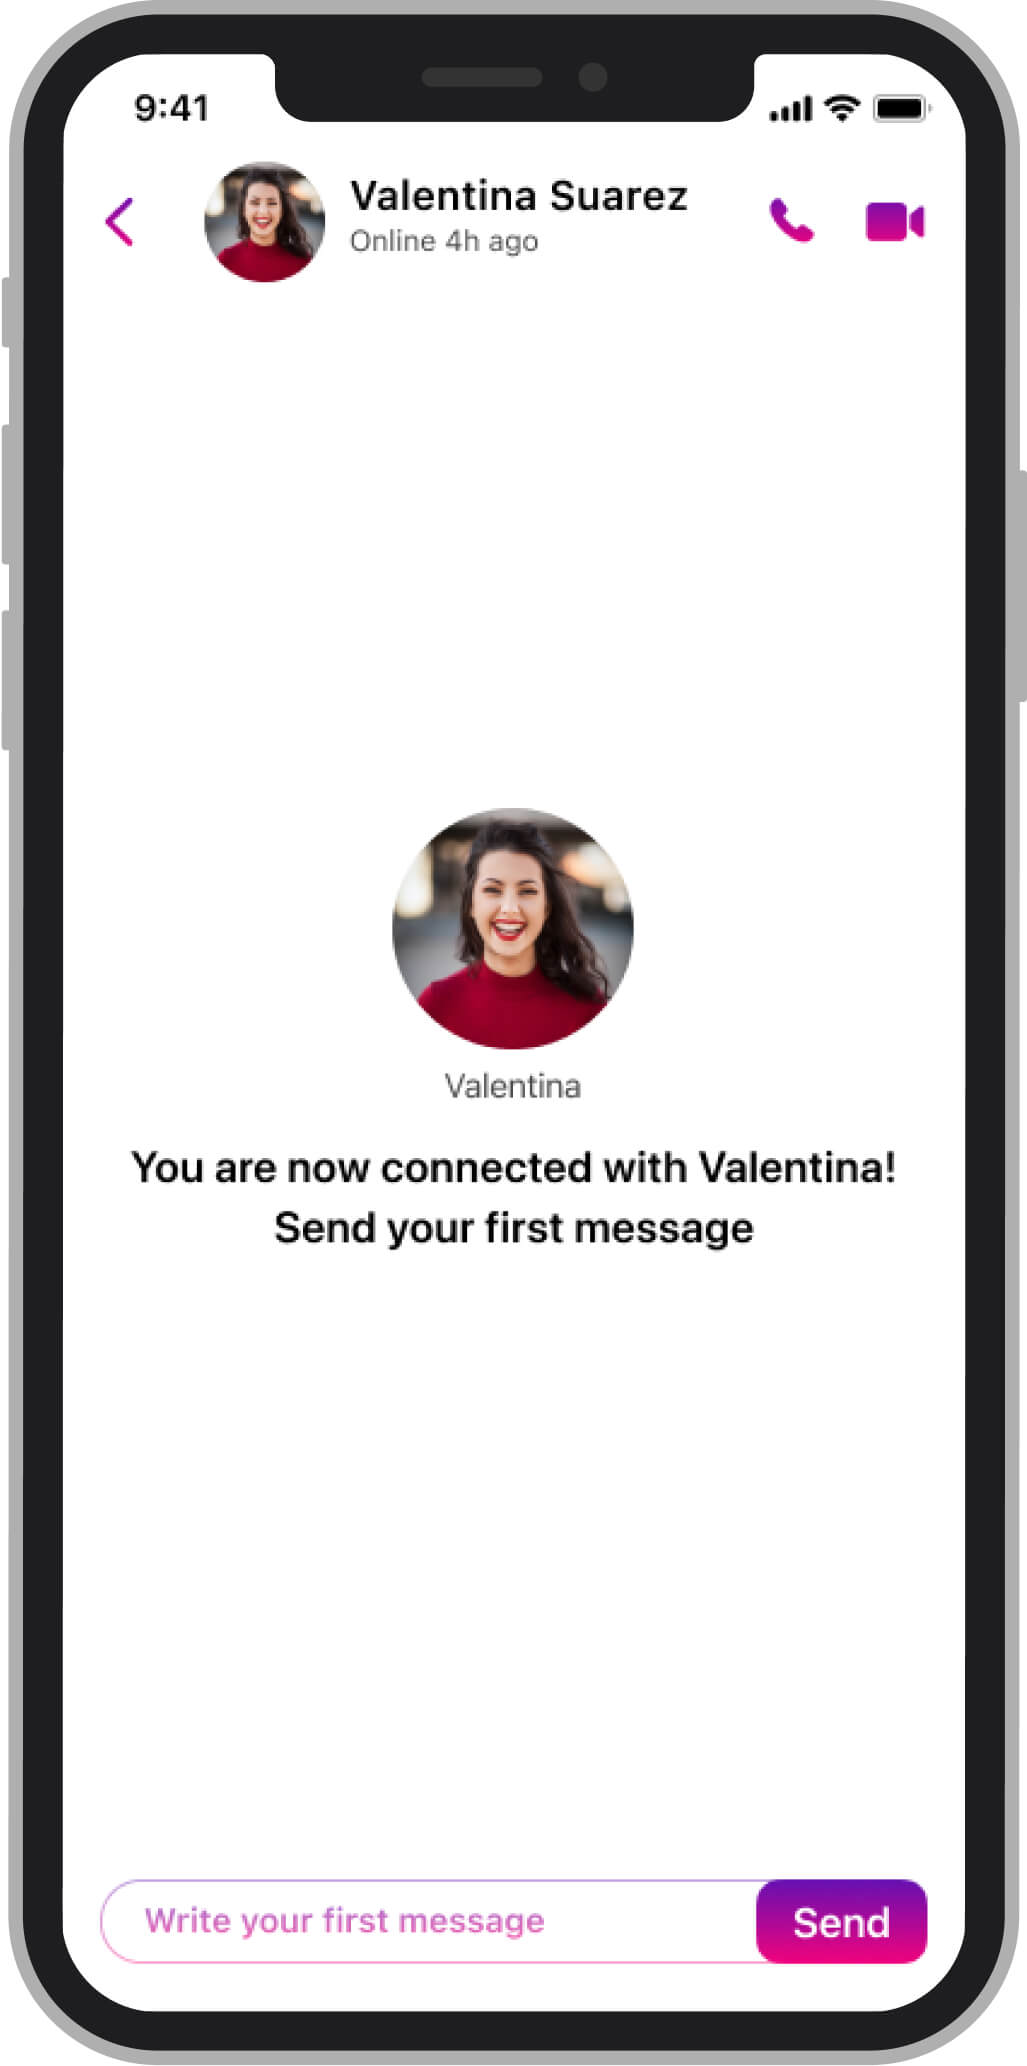 9:41
Valentina Suarez
Online 4h ago
Valentina
You are now connected with Valentina!
Send your first message
Write your first message
Send